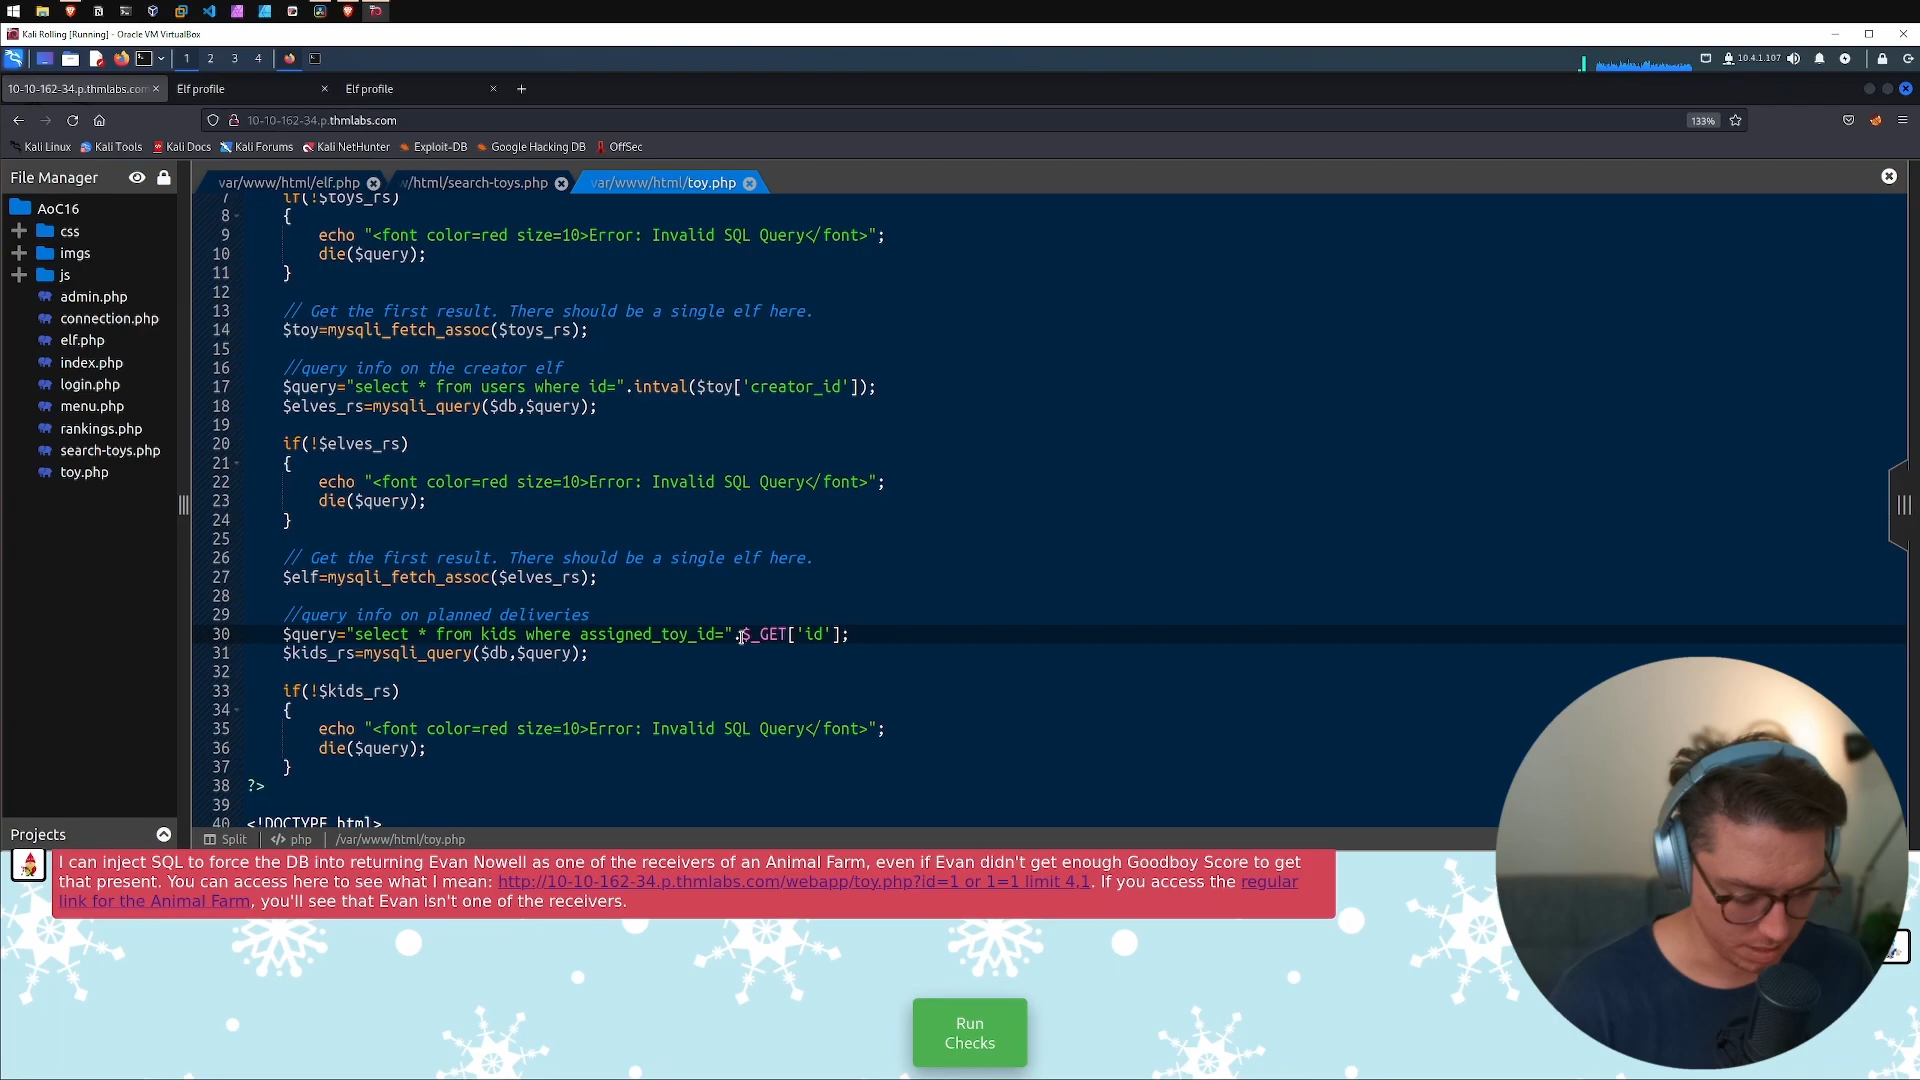 Kali Rolling [Running] - Oracle VM VirtualBox
1 2 3 4
10.4.1.107
10-10-162-34.p.thmlabs.com Elf profile Elf profile
10-10-162-34.p.thmlabs.com 133%
Kali Linux Kali Tools Kali Docs Kali Forums Kali NetHunter Exploit-DB Google Hacking DB OffSec
File Manager
AoC16
css
imgs
js
admin.php
connection.php
elf.php
index.php
login.php
menu.php
rankings.php
search-toys.php
toy.php
Projects
var/www/html/elf.php /html/search-toys.php var/www/html/toy.php
7 if(!$toys_rs)
8 {
9 echo "<font color=red size=10>Error: Invalid SQL Query</font>";
10 die($query);
11 }
12
13 // Get the first result. There should be a single elf here.
14 $toy=mysqli_fetch_assoc($toys_rs);
15
16 //query info on the creator elf
17 $query="select * from users where id=".intval($toy['creator_id']);
18 $elves_rs=mysqli_query($db,$query);
19
20 if(!$elves_rs)
21 {
22 echo "<font color=red size=10>Error: Invalid SQL Query</font>";
23 die($query);
24 }
25
26 // Get the first result. There should be a single elf here.
27 $elf=mysqli_fetch_assoc($elves_rs);
28
29 //query info on planned deliveries
30 $query="select * from kids where assigned_toy_id=".$_GET['id'];
31 $kids_rs=mysqli_query($db,$query);
32
33 if(!$kids_rs)
34 {
35 echo "<font color=red size=10>Error: Invalid SQL Query</font>";
36 die($query);
37 }
38 ?>
39
40 <!DOCTYPE html>
Split php /var/www/html/toy.php
I can inject SQL to force the DB into returning Evan Nowell as one of the receivers of an Animal Farm, even if Evan didn't get enough Goodboy Score to get
that present. You can access here to see what I mean: http://10-10-162-34.p.thmlabs.com/webapp/toy.php?id=1 or 1=1 limit 4,1. If you access the regular
link for the Animal Farm, you'll see that Evan isn't one of the receivers.
Run
Checks